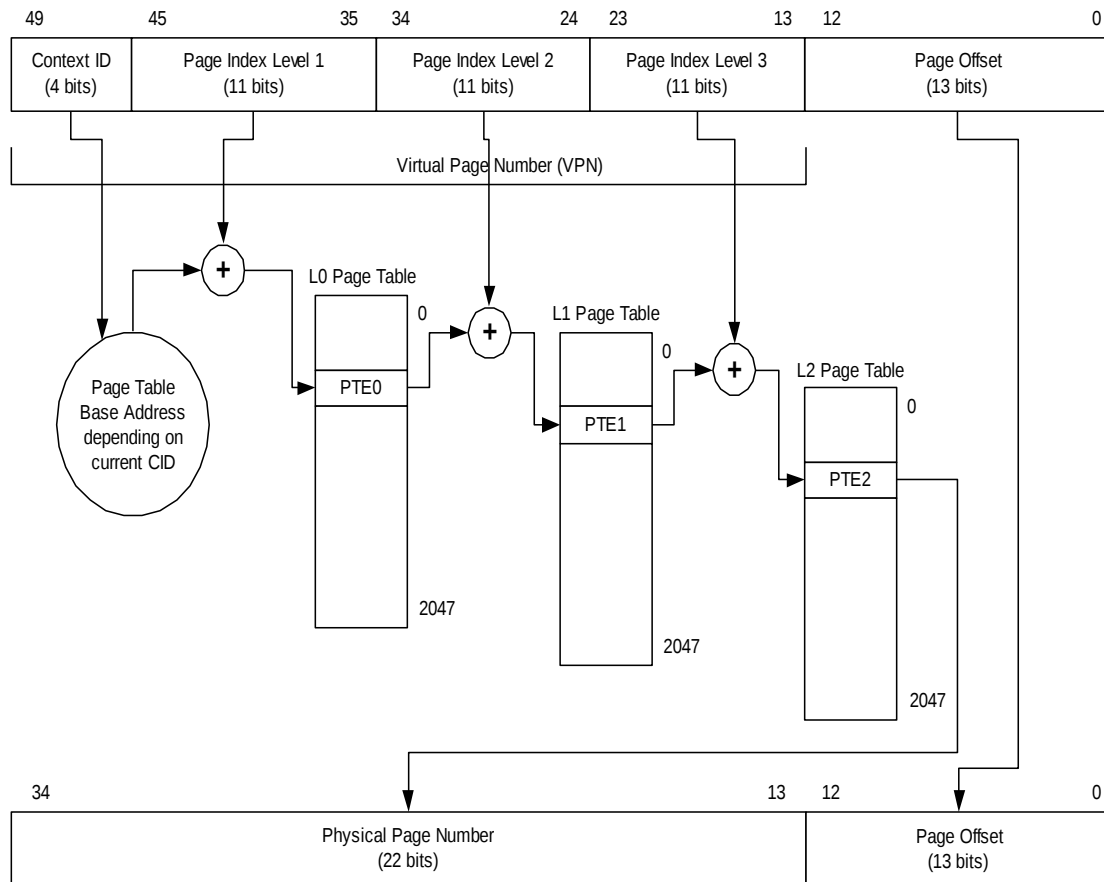 49 45 35 34 24 23 13 12 0
Context ID
(4 bits)
Page Index Level 1
(11 bits)
Page Index Level 2
(11 bits)
Page Index Level 3
(11 bits)
Page Offset
(13 bits)
Virtual Page Number (VPN)
+
L0 Page Table
0
PTE0
2047
+
L1 Page Table
0
PTE1
2047
+
L2 Page Table
0
PTE2
2047
Page Table
Base Address
depending on
current CID
34 13 12 0
Physical Page Number
(22 bits)
Page Offset
(13 bits)